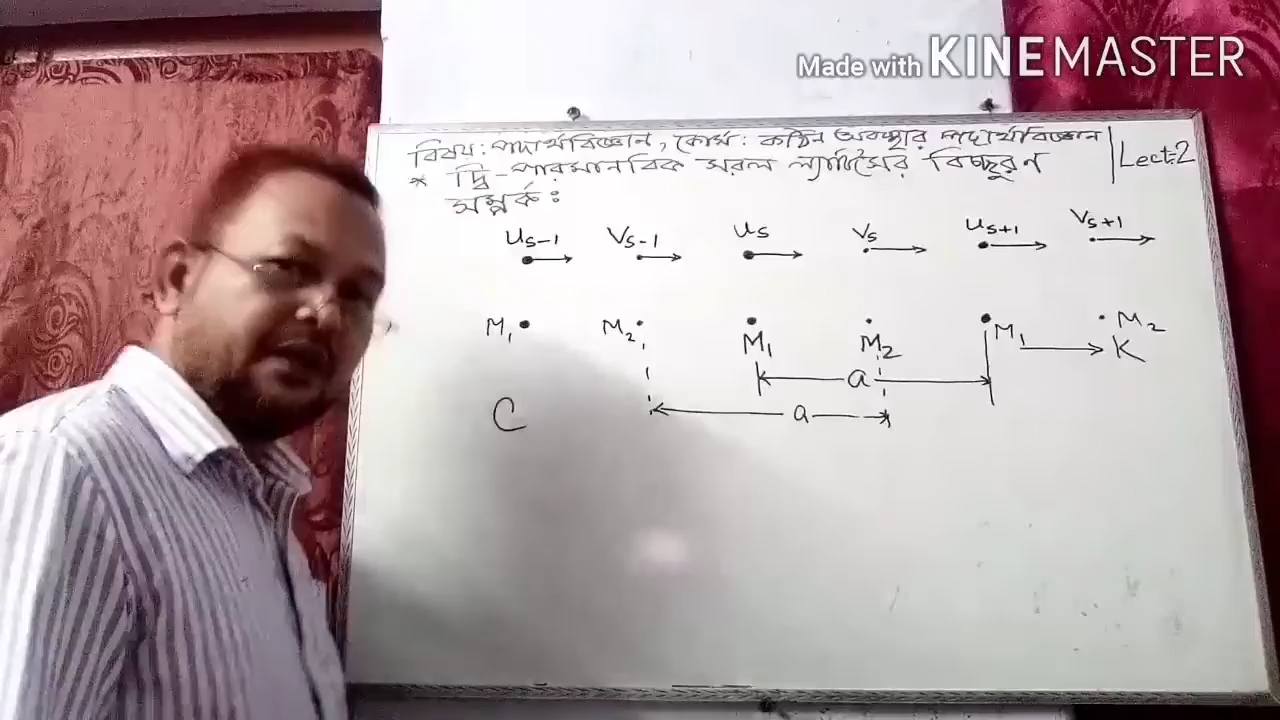 Made with KINEMASTER
বিষয়: পদার্থবিজ্ঞান, কোর্স: কঠিন অবস্থার পদার্থবিজ্ঞান
Lect:2
* দ্বি-পারমানবিক সরল ল্যাটিসের বিচ্ছুরণ
সম্পর্ক:
Us-1 Vs-1 Us Vs Us+1 Vs+1
M1 M2 M1 M2 M1 M2
K
a
a
C